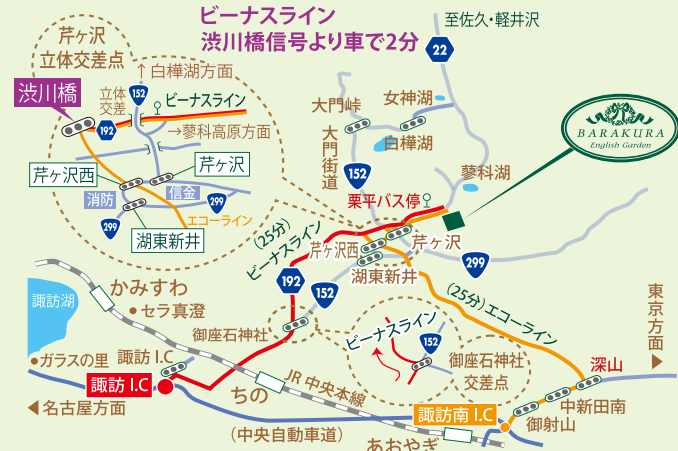 ビーナスライン
渋川橋信号より車で2分
至佐久・軽井沢
22
芹ヶ沢
立体交差点
↑白樺湖方面
渋川橋
立体
交差
152
ビーナスライン
192
→蓼科高原方面
芹ヶ沢西
芹ヶ沢
消防
信金
299
299
エコーライン
湖東新井
大門峠
女神湖
白樺湖
大門街道
152
蓼科湖
BARAKURA
English Garden
栗平バス停
(25分)
ビーナスライン
芹ヶ沢西
芹ヶ沢
湖東新井
299
192
152
(25分)エコーライン
東京方面
かみすわ
諏訪湖
セラ真澄
御座石神社
ビーナスライン
152
御座石神社
交差点
ガラスの里
諏訪 I.C
諏訪 I.C
名古屋方面
ちの
JR 中央本線
深山
中新田南
諏訪南 I.C
御射山
(中央自動車道)
あおやぎ